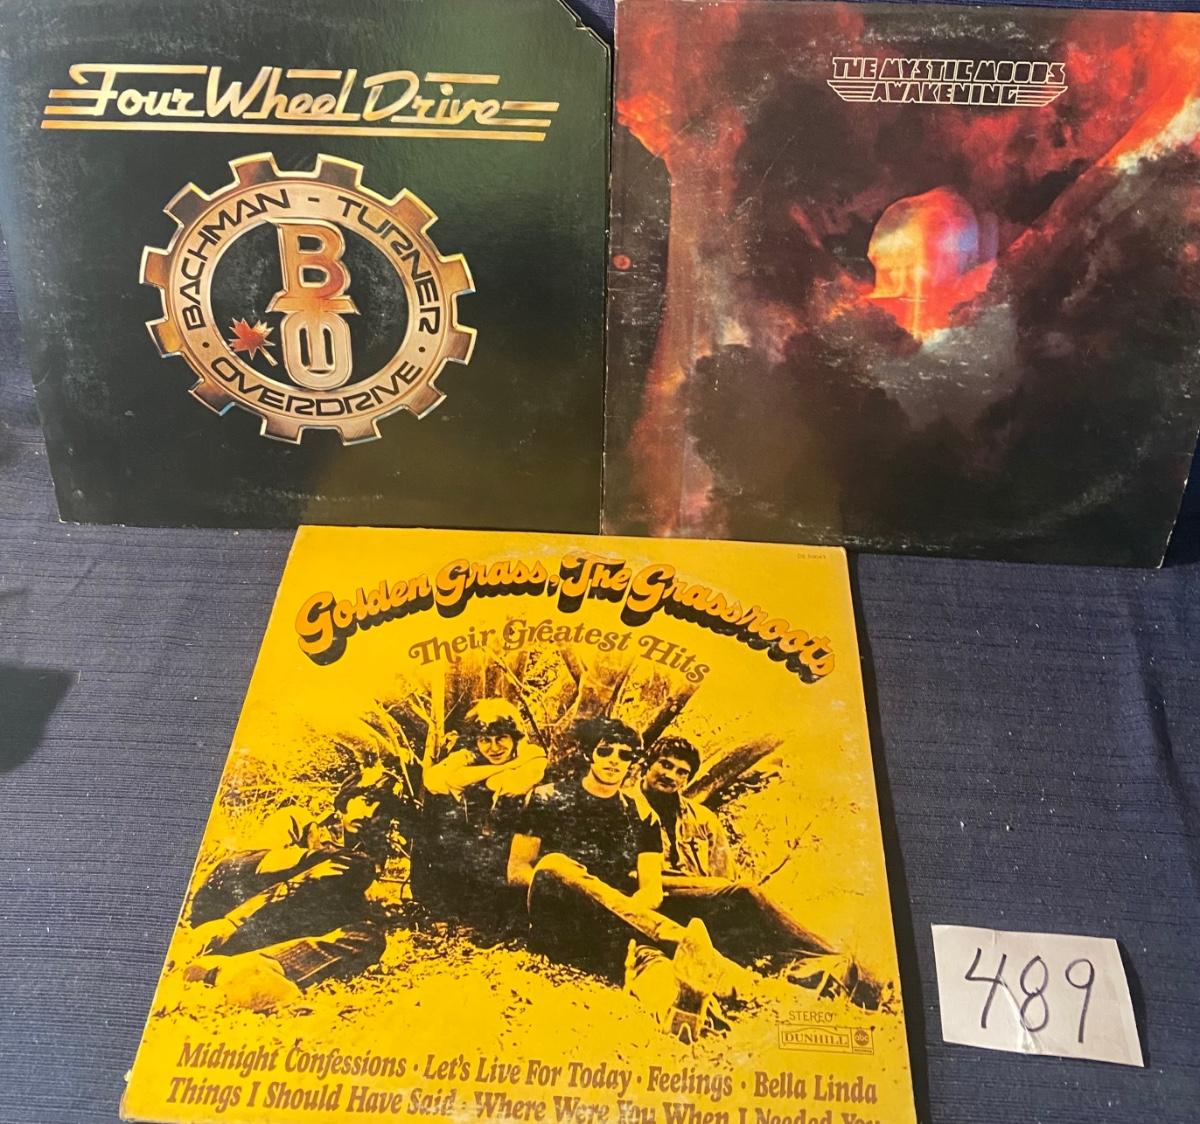 Four Wheel Drive
BACHMAN - TURNER
· OVERDRIVE ·
BTO
THE MYSTIC MOODS
AWAKENING
Golden Grass, The Grassroots
Their Greatest Hits
STEREO
DUNHILL abc
Midnight Confessions · Let's Live For Today · Feelings · Bella Linda
Things I Should Have Said · Where Were You When I Needed You
489